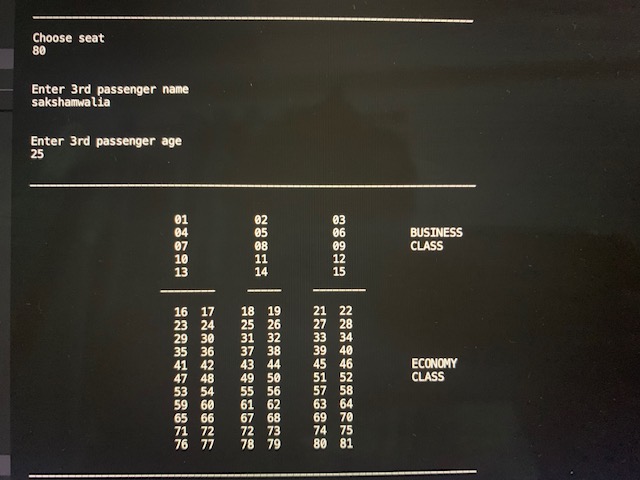 Choose seat
80
Enter 3rd passenger name
sakshamwalia
Enter 3rd passenger age
25
01 02 03
04 05 06 BUSINESS
07 08 09 CLASS
10 11 12
13 14 15
16 17 18 19 21 22
23 24 25 26 27 28
29 30 31 32 33 34
35 36 37 38 39 40
41 42 43 44 45 46 ECONOMY
47 48 49 50 51 52 CLASS
53 54 55 56 57 58
59 60 61 62 63 64
65 66 67 68 69 70
71 72 72 73 74 75
76 77 78 79 80 81